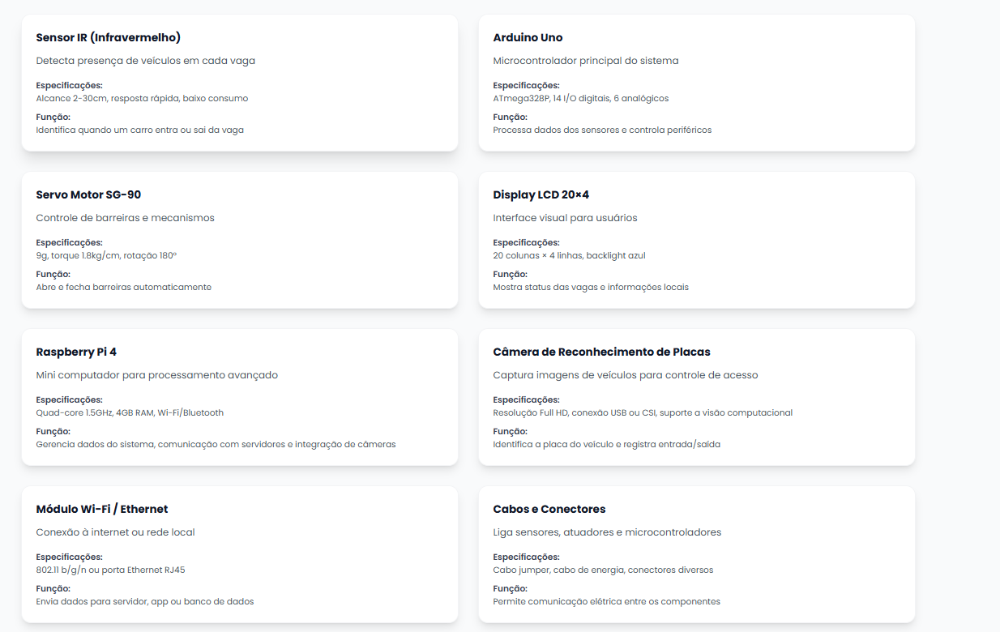 Sensor IR (Infravermelho)
Detecta presença de veículos em cada vaga
Especificações:
Alcance 2-30cm, resposta rápida, baixo consumo
Função:
Identifica quando um carro entra ou sai da vaga
Arduino Uno
Microcontrolador principal do sistema
Especificações:
ATmega328P, 14 I/O digitais, 6 analógicos
Função:
Processa dados dos sensores e controla periféricos
Servo Motor SG-90
Controle de barreiras e mecanismos
Especificações:
9g, torque 1.8kg/cm, rotação 180°
Função:
Abre e fecha barreiras automaticamente
Display LCD 20×4
Interface visual para usuários
Especificações:
20 colunas × 4 linhas, backlight azul
Função:
Mostra status das vagas e informações locais
Raspberry Pi 4
Mini computador para processamento avançado
Especificações:
Quad-core 1.5GHz, 4GB RAM, Wi-Fi/Bluetooth
Função:
Gerencia dados do sistema, comunicação com servidores e integração de câmeras
Câmera de Reconhecimento de Placas
Captura imagens de veículos para controle de acesso
Especificações:
Resolução Full HD, conexão USB ou CSI, suporte a visão computacional
Função:
Identifica a placa do veículo e registra entrada/saída
Módulo Wi-Fi / Ethernet
Conexão à internet ou rede local
Especificações:
802.11 b/g/n ou porta Ethernet RJ45
Função:
Envia dados para servidor, app ou banco de dados
Cabos e Conectores
Liga sensores, atuadores e microcontroladores
Especificações:
Cabo jumper, cabo de energia, conectores diversos
Função:
Permite comunicação elétrica entre os componentes